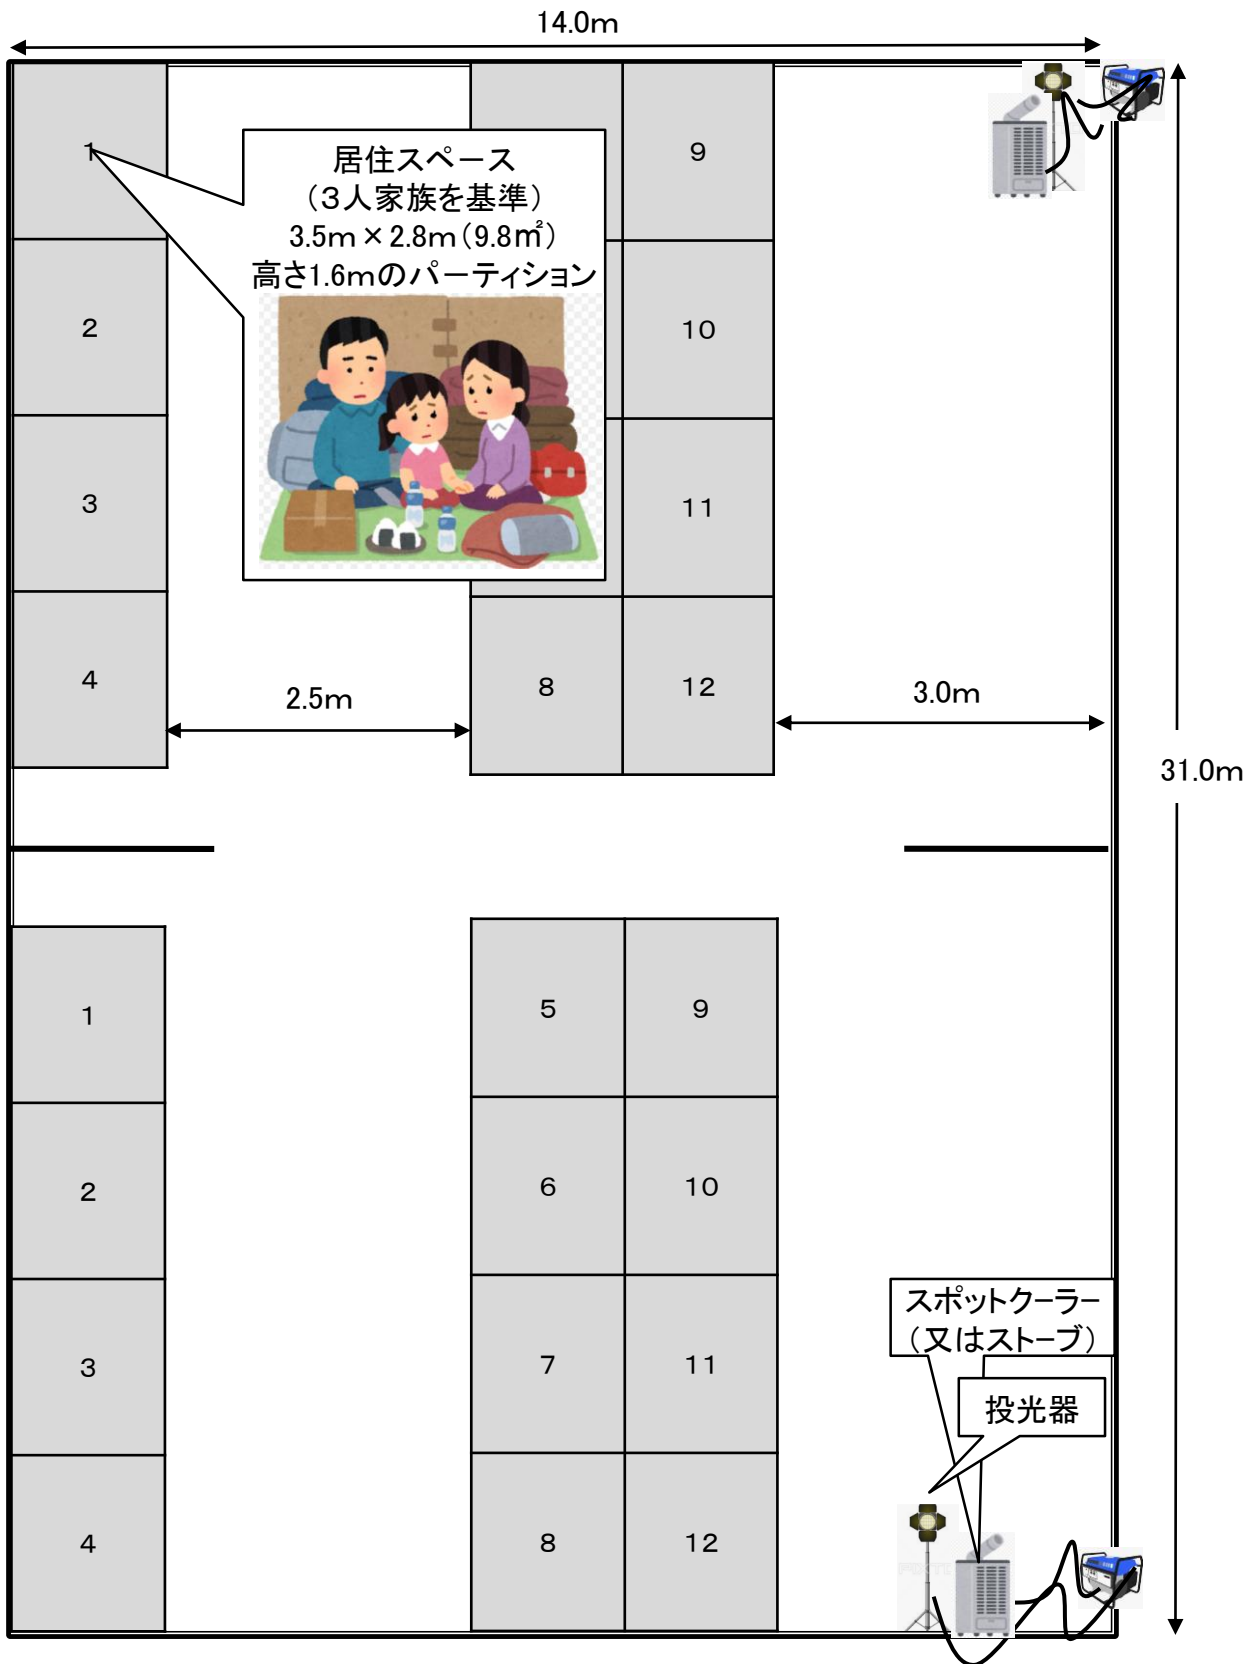 14.0m
1
居住スペース
（３人家族を基準）
3.5m×2.8m（9.8㎡）
高さ1.6mのパーティション
9
2
10
3
11
4
8
12
2.5m
3.0m
31.0m
1
5
9
2
6
10
3
7
11
4
8
12
スポットクーラー
（又はストーブ）
投光器